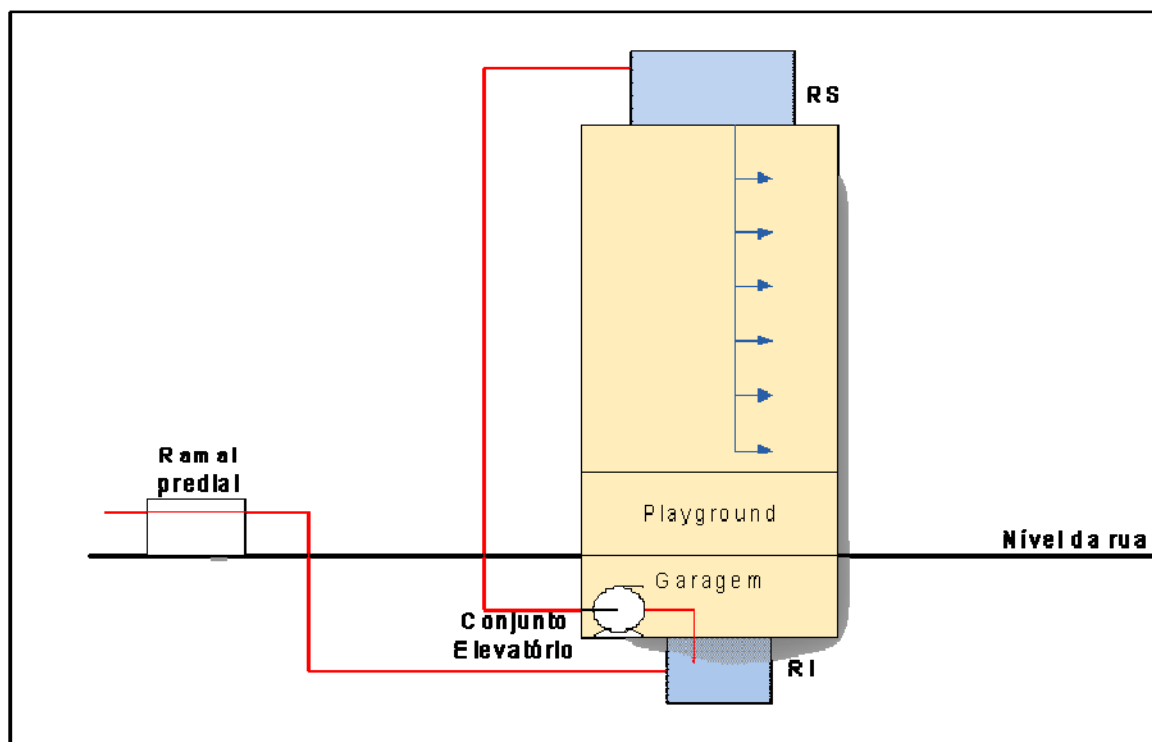 RS
Ramal
predial
Playground
Nível da rua
Garagem
Conjunto
Elevatório
RI